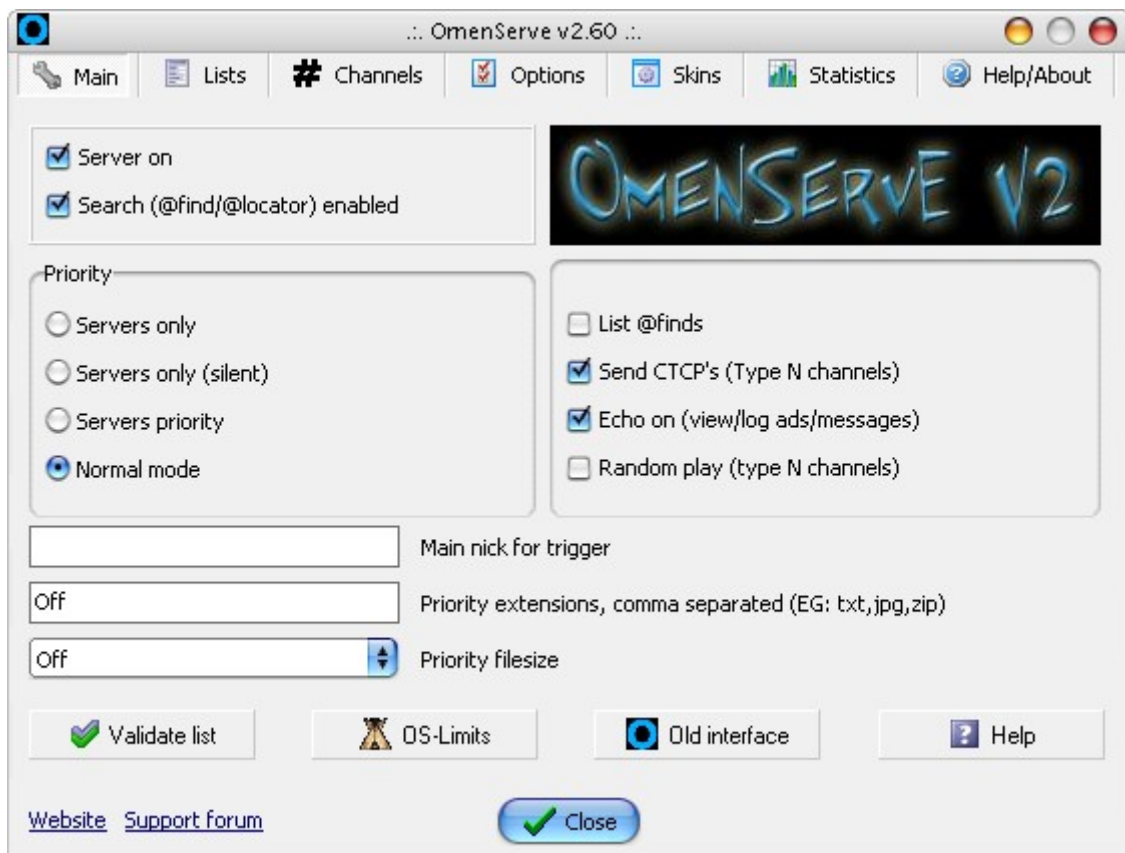 .:. OmenServe v2.60 .:.
Main Lists # Channels Options Skins Statistics Help/About
Server on
Search (@find/@locator) enabled
OMENSERVE V2
Priority
Servers only
Servers only (silent)
Servers priority
Normal mode
List @finds
Send CTCP's (Type N channels)
Echo on (view/log ads/messages)
Random play (type N channels)
Main nick for trigger
Off Priority extensions, comma separated (EG: txt,jpg,zip)
Off Priority filesize
Validate list OS-Limits Old interface ? Help
Website Support forum Close